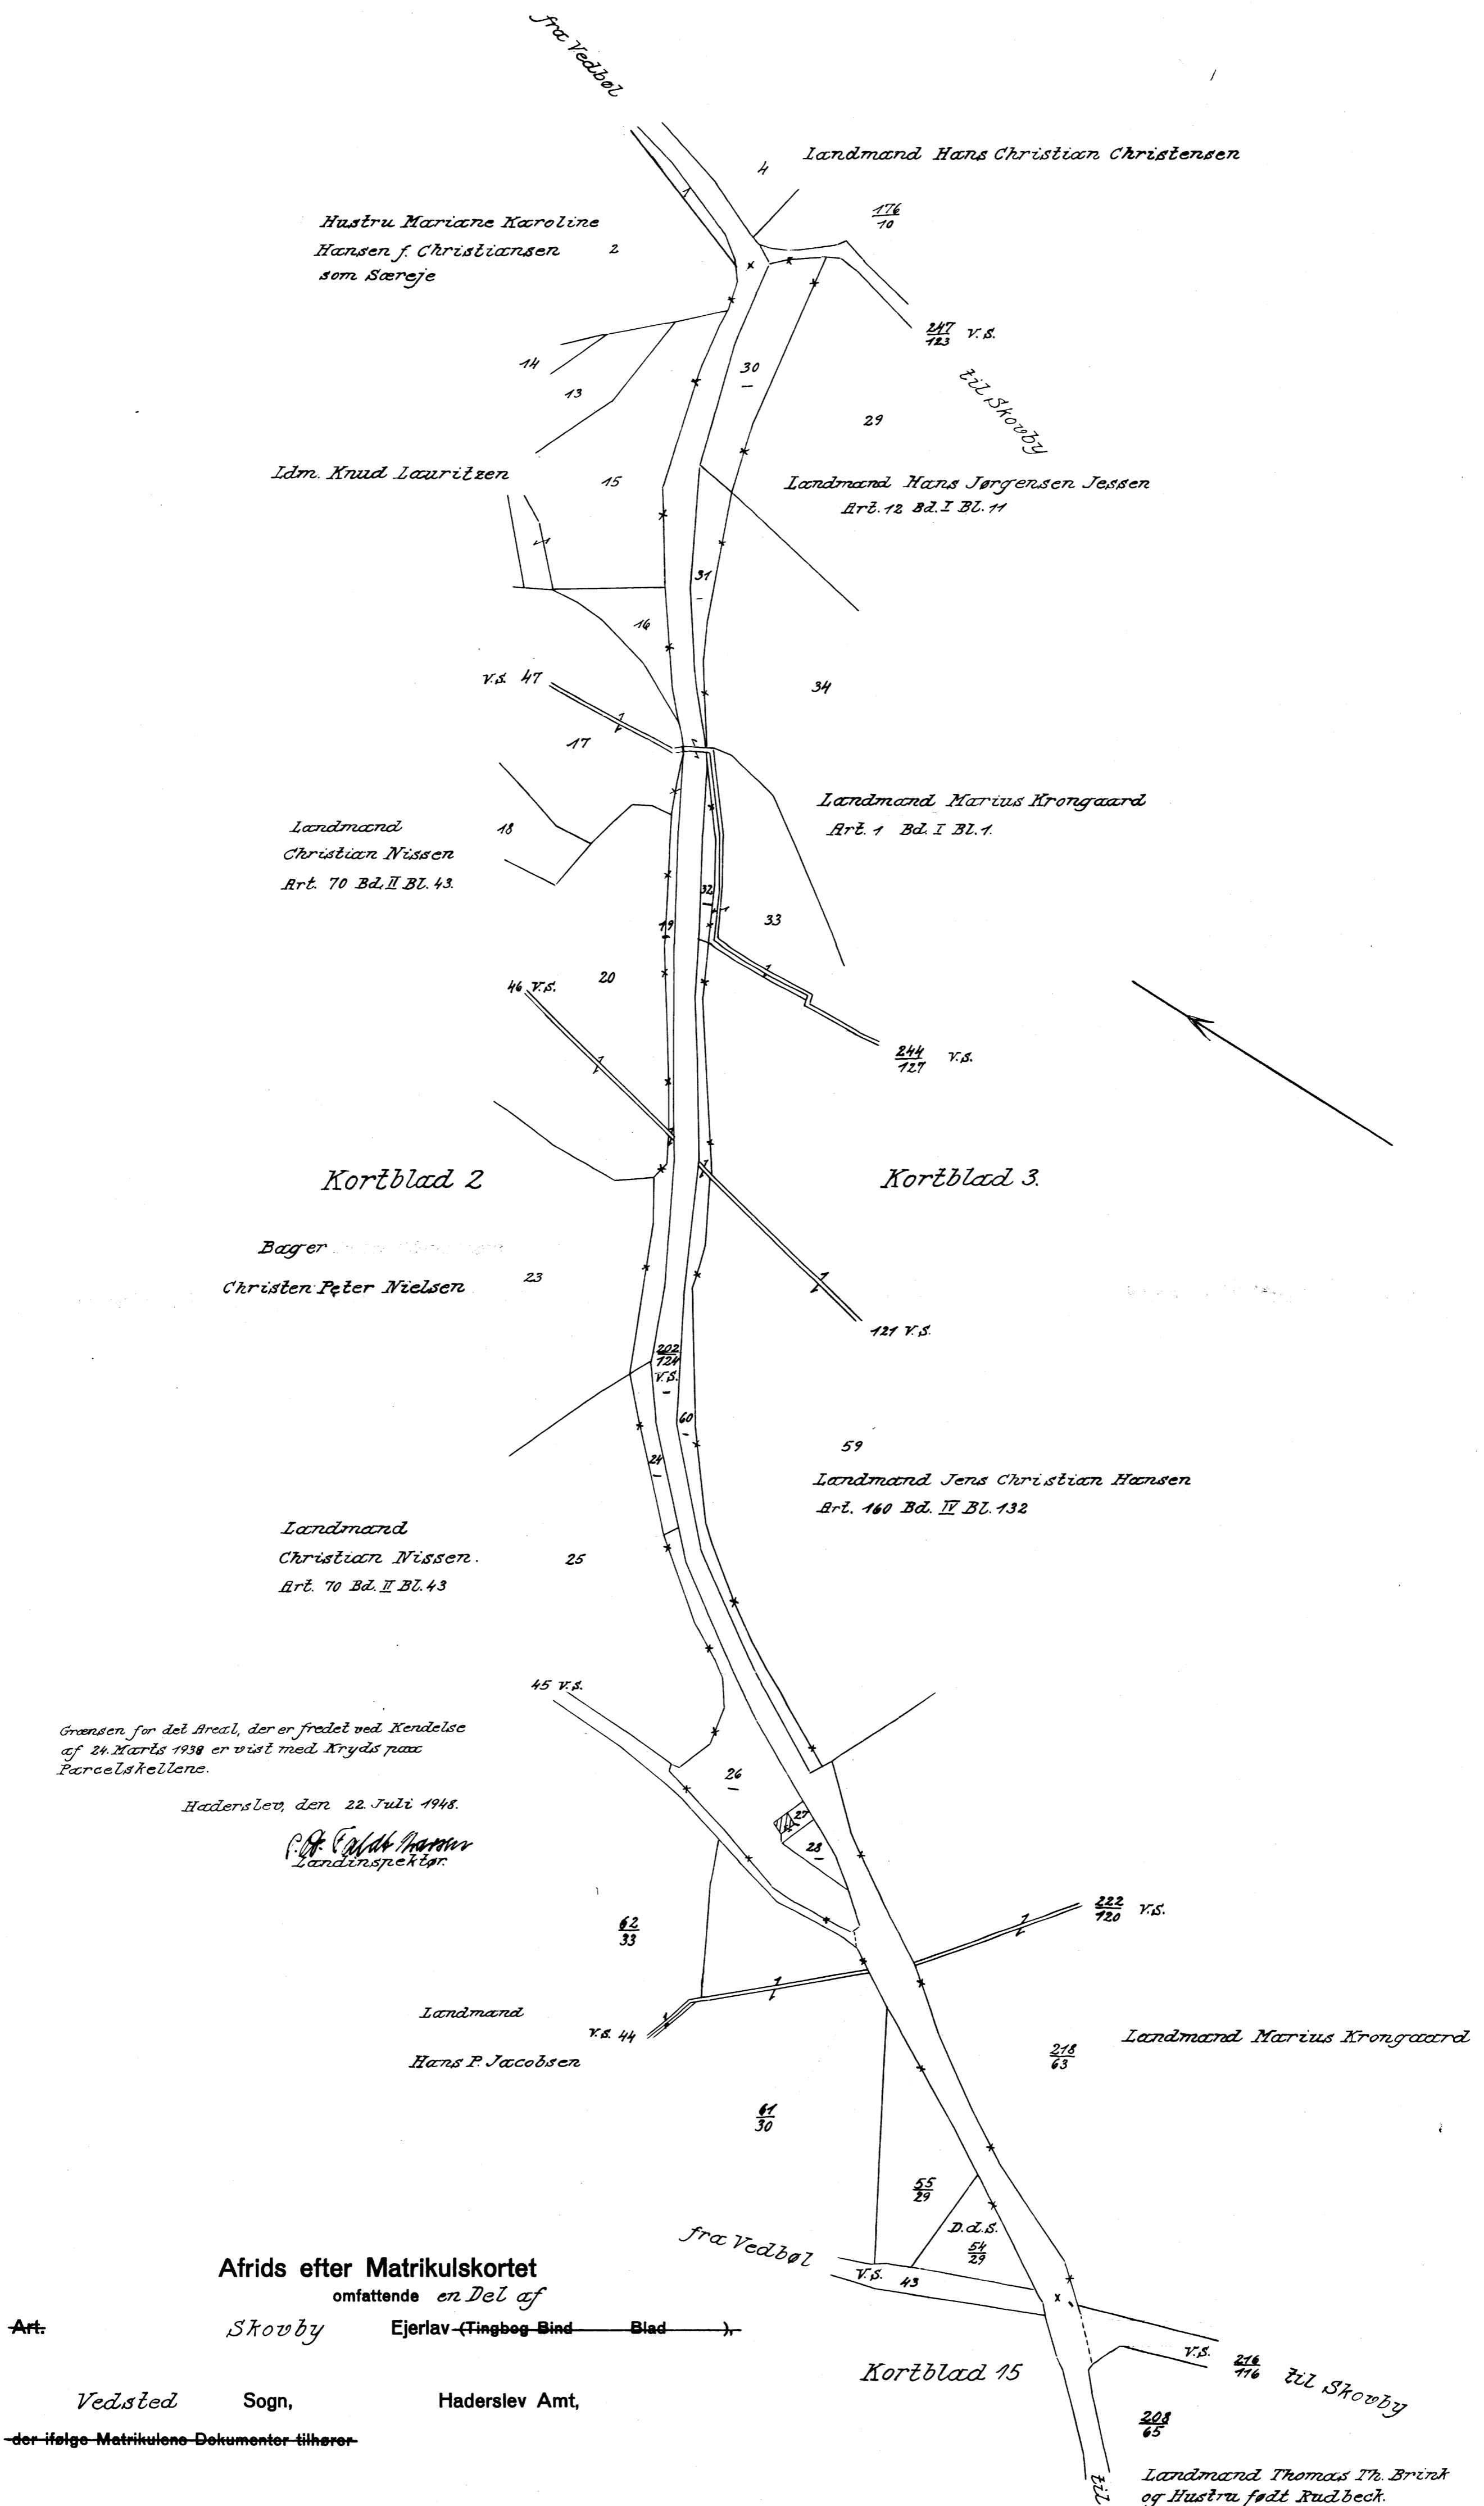 fra Vedbøl
4
Landmand Hans Christian Christensen
176
10
Hustru Mariane Karoline
Hansen f. Christiansen 2
som Særeje
1
247
123 V.S.
til Skovby
14
13
30
29
Ldm. Knud Lauritzen
15
Landmand Hans Jørgensen Jessen
Art. 12 Bd. I Bl. 11
31
16
V.S. 47
34
17
Landmand Marius Krongaard
Art. 1 Bd. I Bl. 1.
Landmand
Christian Nissen
Art. 70 Bd. II Bl. 43.
18
32
19
33
20
46 V.S.
244
127 V.S.
Kortblad 2
Kortblad 3.
Bager
Christen Peter Nielsen
23
121 V.S.
202
124
V.S.
60
24
59
Landmand Jens Christian Hansen
Art. 160 Bd. IV Bl. 132
Landmand
Christian Nissen.
Art. 70 Bd. II Bl. 43
25
45 V.S.
Grænsen for det Areal, der er fredet ved Kendelse
af 24. Marts 1938 er vist med Kryds paa
Parcelskellene.
Haderslev, den 22. Juli 1948.
Landinspektør.
26
27
28
62
33
222
120 V.S.
Landmand
Hans P. Jacobsen
V.S. 44
218
63
Landmand Marius Krongaard
61
30
55
29
D.d.S.
54
29
fra Vedbøl
V.S. 43
Afrids efter Matrikulskortet
omfattende en Del af
Art. Skovby Ejerlav (Tingbog Bind Blad ),
Vedsted Sogn, Haderslev Amt,
der ifølge Matrikulens Dokumenter tilhører
Kortblad 15
V.S. 216
116
til Skovby
208
65
Landmand Thomas Th. Brink
og Hustru født Rudbeck.
til